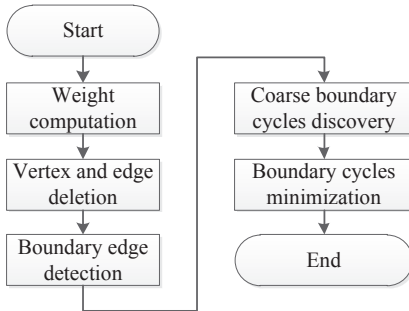 Start
Weight
computation
Vertex and edge
deletion
Boundary edge
detection
Coarse boundary
cycles discovery
Boundary cycles
minimization
End